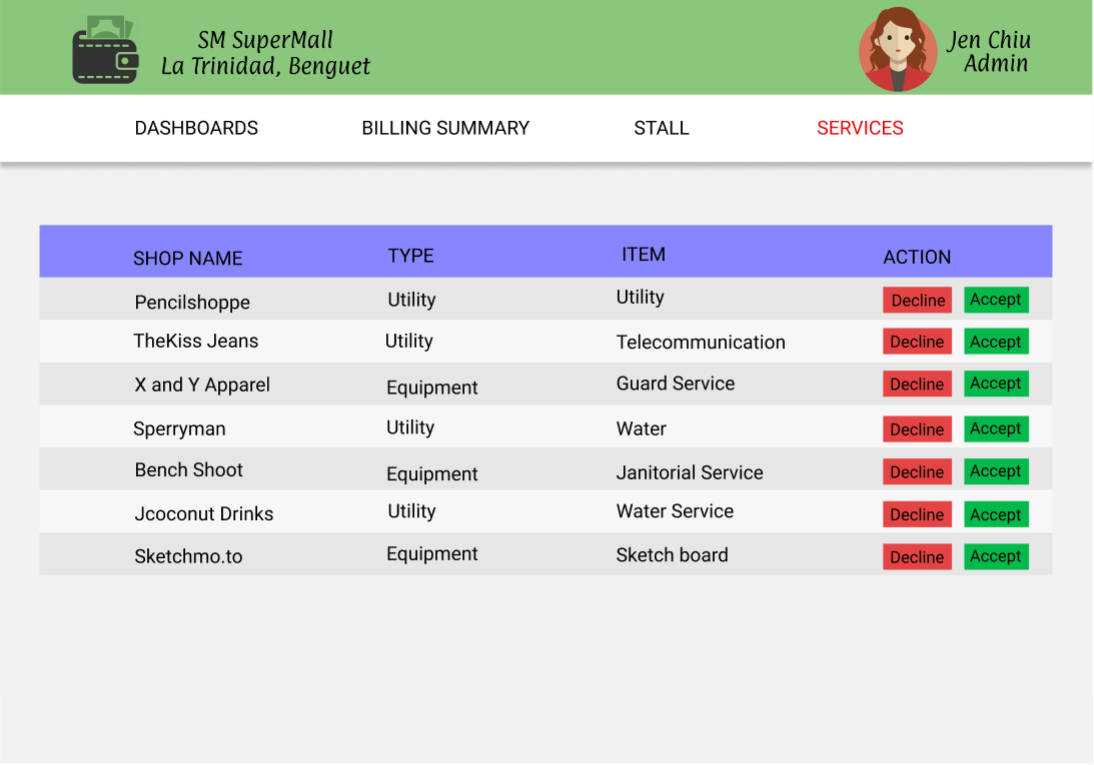 SM SuperMall
La Trinidad, Benguet
Jen Chiu
Admin
DASHBOARDS BILLING SUMMARY STALL SERVICES
SHOP NAME TYPE ITEM ACTION
Pencilshoppe Utility Utility Decline Accept
TheKiss Jeans Utility Telecommunication Decline Accept
X and Y Apparel Equipment Guard Service Decline Accept
Sperryman Utility Water Decline Accept
Bench Shoot Equipment Janitorial Service Decline Accept
Jcoconut Drinks Utility Water Service Decline Accept
Sketchmo.to Equipment Sketch board Decline Accept